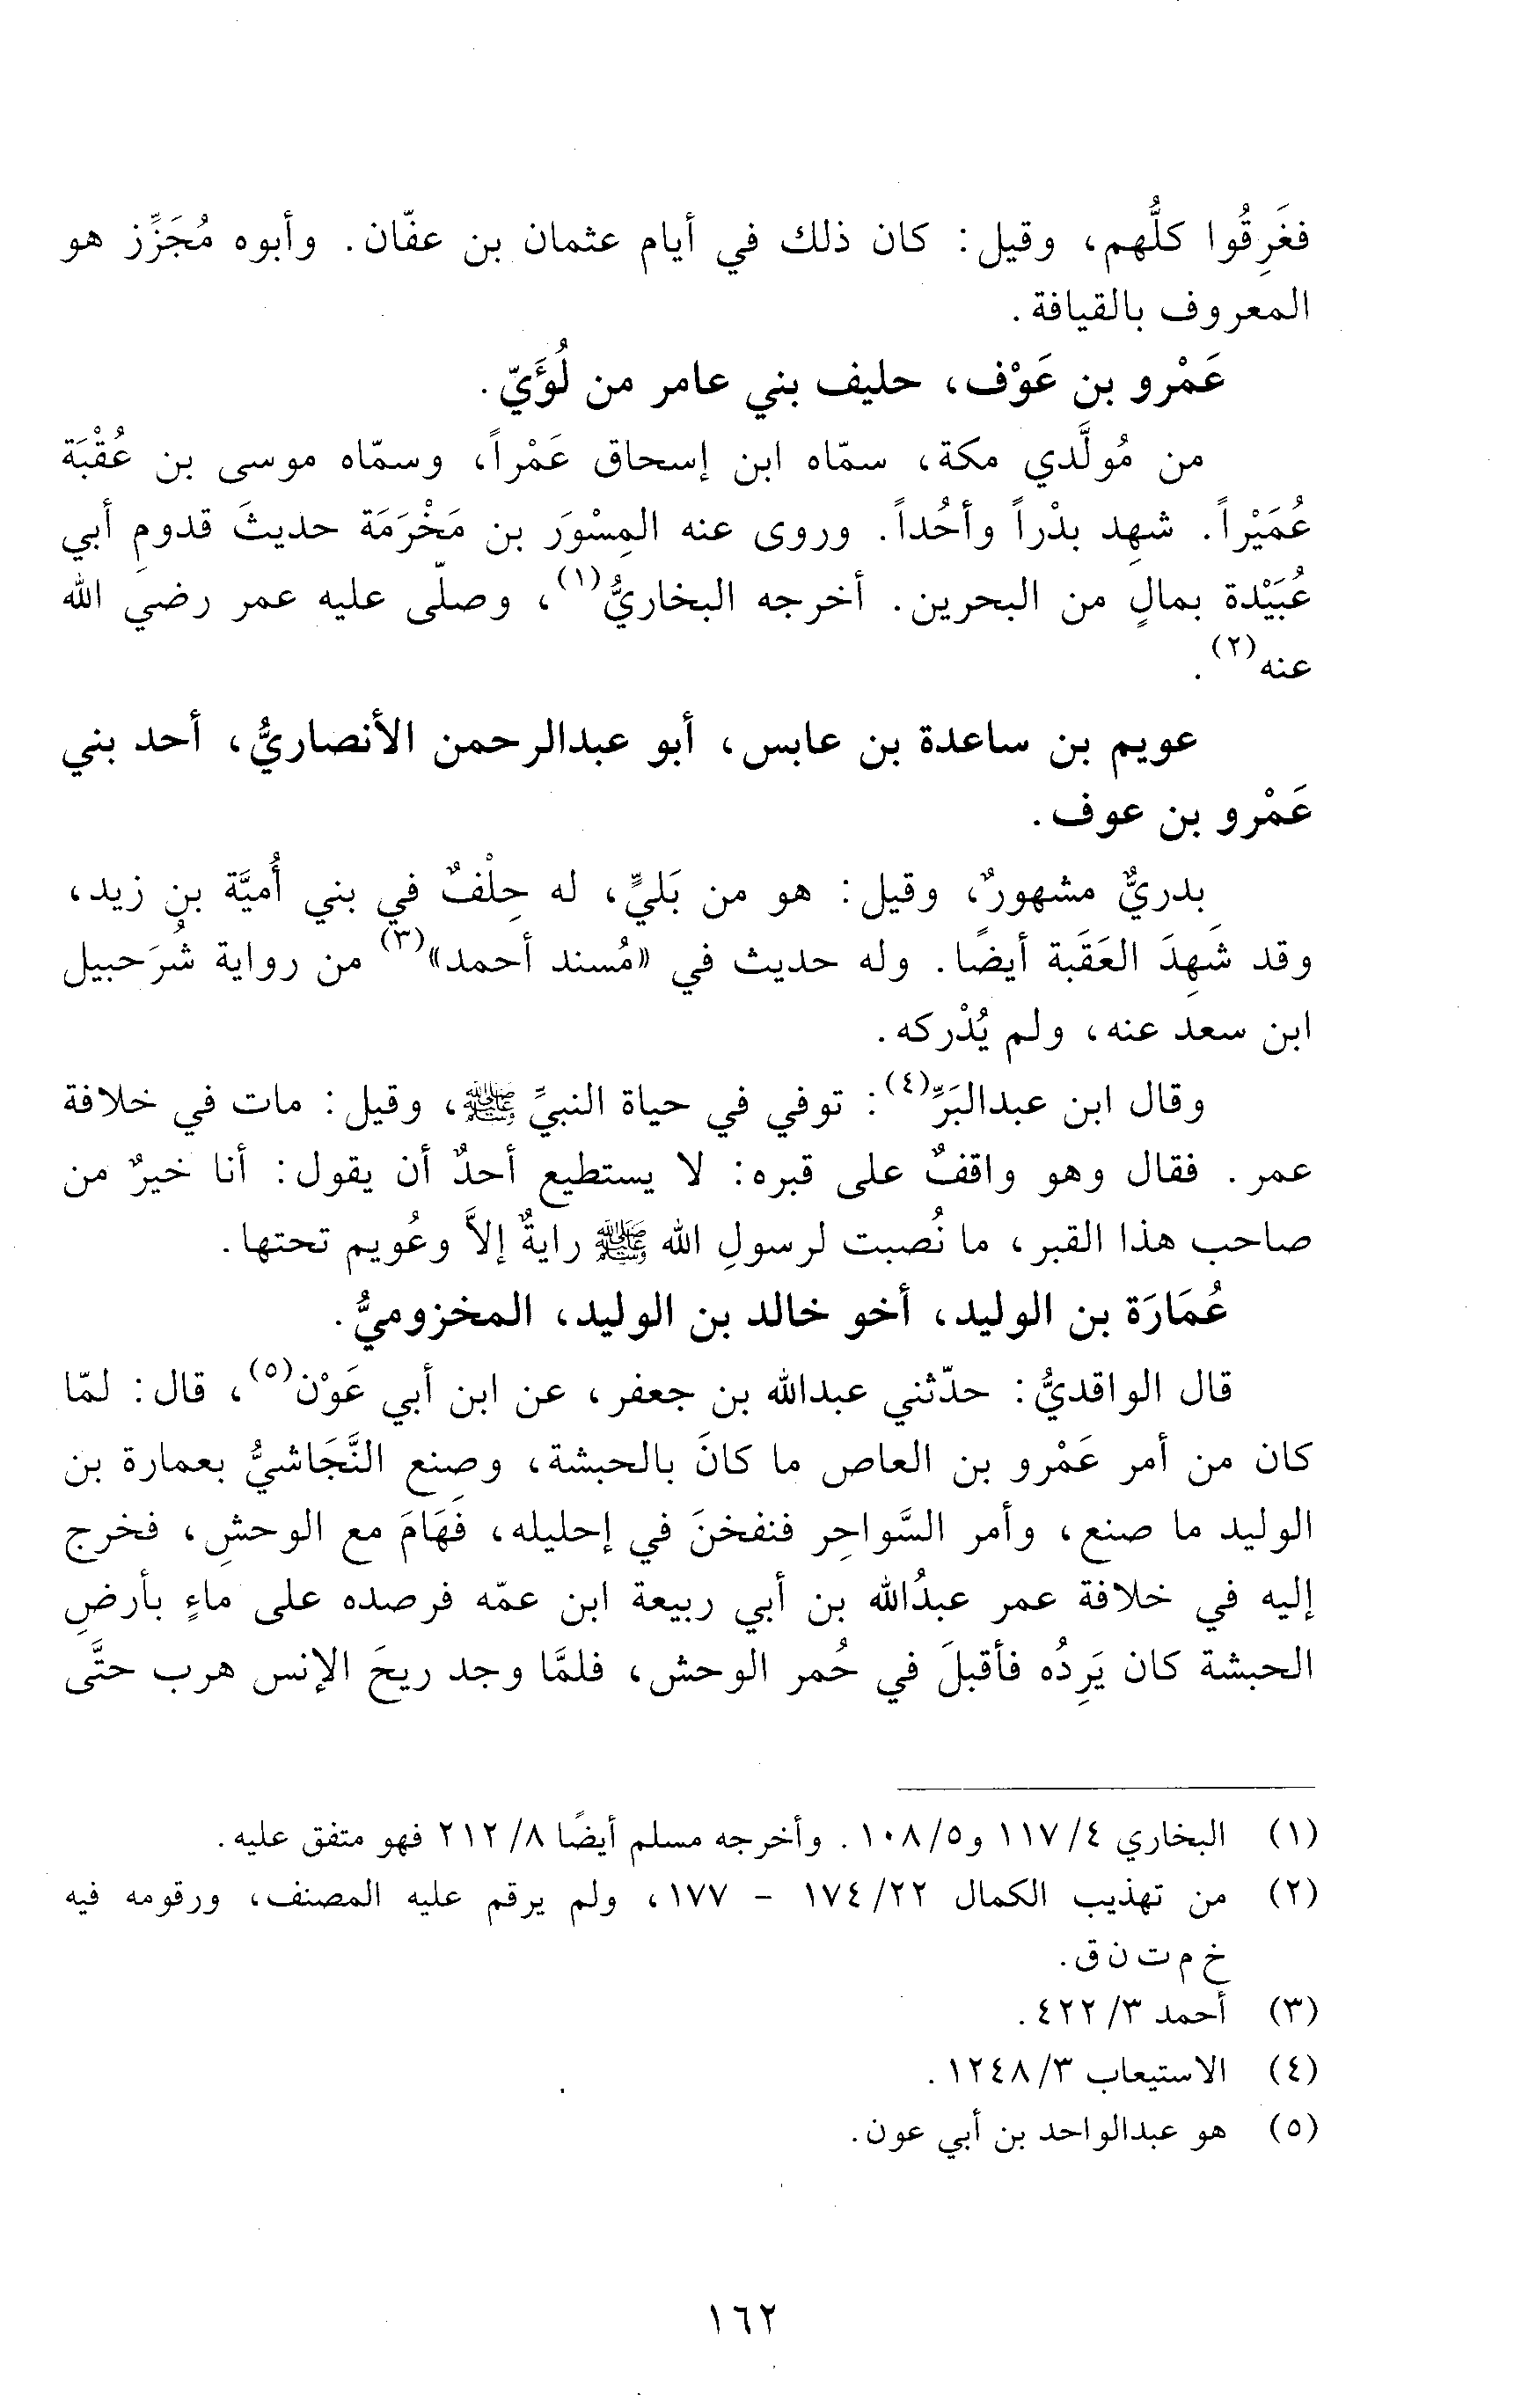 فغَرِقُوا كلُّهم، وقيل: كان ذلك في أيام عثمان بن عفّان. وأبوه مُجَزِّز هو
المعروف بالقيافة.
عَمْرو بن عَوْف، حليف بني عامر من لُؤَيّ.
من مُولَّدي مكة، سمّاه ابن إسحاق عَمْراً، وسمّاه موسى بن عُقْبَة
عُمَيْراً. شهِد بدْراً وأحُداً. وروى عنه المِسْوَر بن مَخْرَمَة حديثَ قدومِ أبي
عُبَيْدة بمالٍ من البحرين. أخرجه البخاريُّ(١)، وصلّى عليه عمر رضي الله
عنه(٢).
عويم بن ساعدة بن عابس، أبو عبدالرحمن الأنصاريُّ، أحد بني
عَمْرو بن عوف.
بِدريٌّ مشهورٌ، وقيل: هو من بَليٍّ، له حِلْفٌ في بني أُميَّة بن زيد،
وقد شَهِدَ العَقَبة أيضًا. وله حديث في «مُسند أحمد»(٣) من رواية شُرَحبيل
ابن سعد عنه، ولم يُدْركه.
وقال ابن عبدالبَرِّ(٤): توفي في حياة النبيِّ ﷺ، وقيل: مات في خلافة
عمر. فقال وهو واقفٌ على قبره: لا يستطيع أحدٌ أن يقول: أنا خيرٌ من
صاحب هذا القبر، ما نُصبت لرسولِ الله ﷺ رايةٌ إلاَّ وعُويم تحتها.
عُمَارَة بن الوليد، أخو خالد بن الوليد، المخزوميُّ.
قال الواقديُّ: حدّثني عبدالله بن جعفر، عن ابن أبي عَوْن(٥)، قال: لمّا
كان من أمر عَمْرو بن العاص ما كانَ بالحبشة، وصنع النَّجَاشيُّ بعمارة بن
الوليد ما صنع، وأمر السَّواحِر فنفخنَ في إحليله، فَهَامَ مع الوحشِ، فخرج
إليه في خلافة عمر عبدُالله بن أبي ربيعة ابن عمّه فرصده على ماءٍ بأرضِ
الحبشة كان يَرِدُه فأقبلَ في حُمر الوحش، فلمَّا وجد ريحَ الإنس هرب حتَّى
(١) البخاري ٤/ ١١٧ و٥/ ١٠٨. وأخرجه مسلم أيضًا ٨/ ٢١٢ فهو متفق عليه.
(٢) من تهذيب الكمال ٢٢/ ١٧٤ - ١٧٧، ولم يرقم عليه المصنف، ورقومه فيه
خ م ت ن ق.
(٣) أحمد ٣/ ٤٢٢.
(٤) الاستيعاب ٣/ ١٢٤٨.
(٥) هو عبدالواحد بن أبي عون.
١٦٢